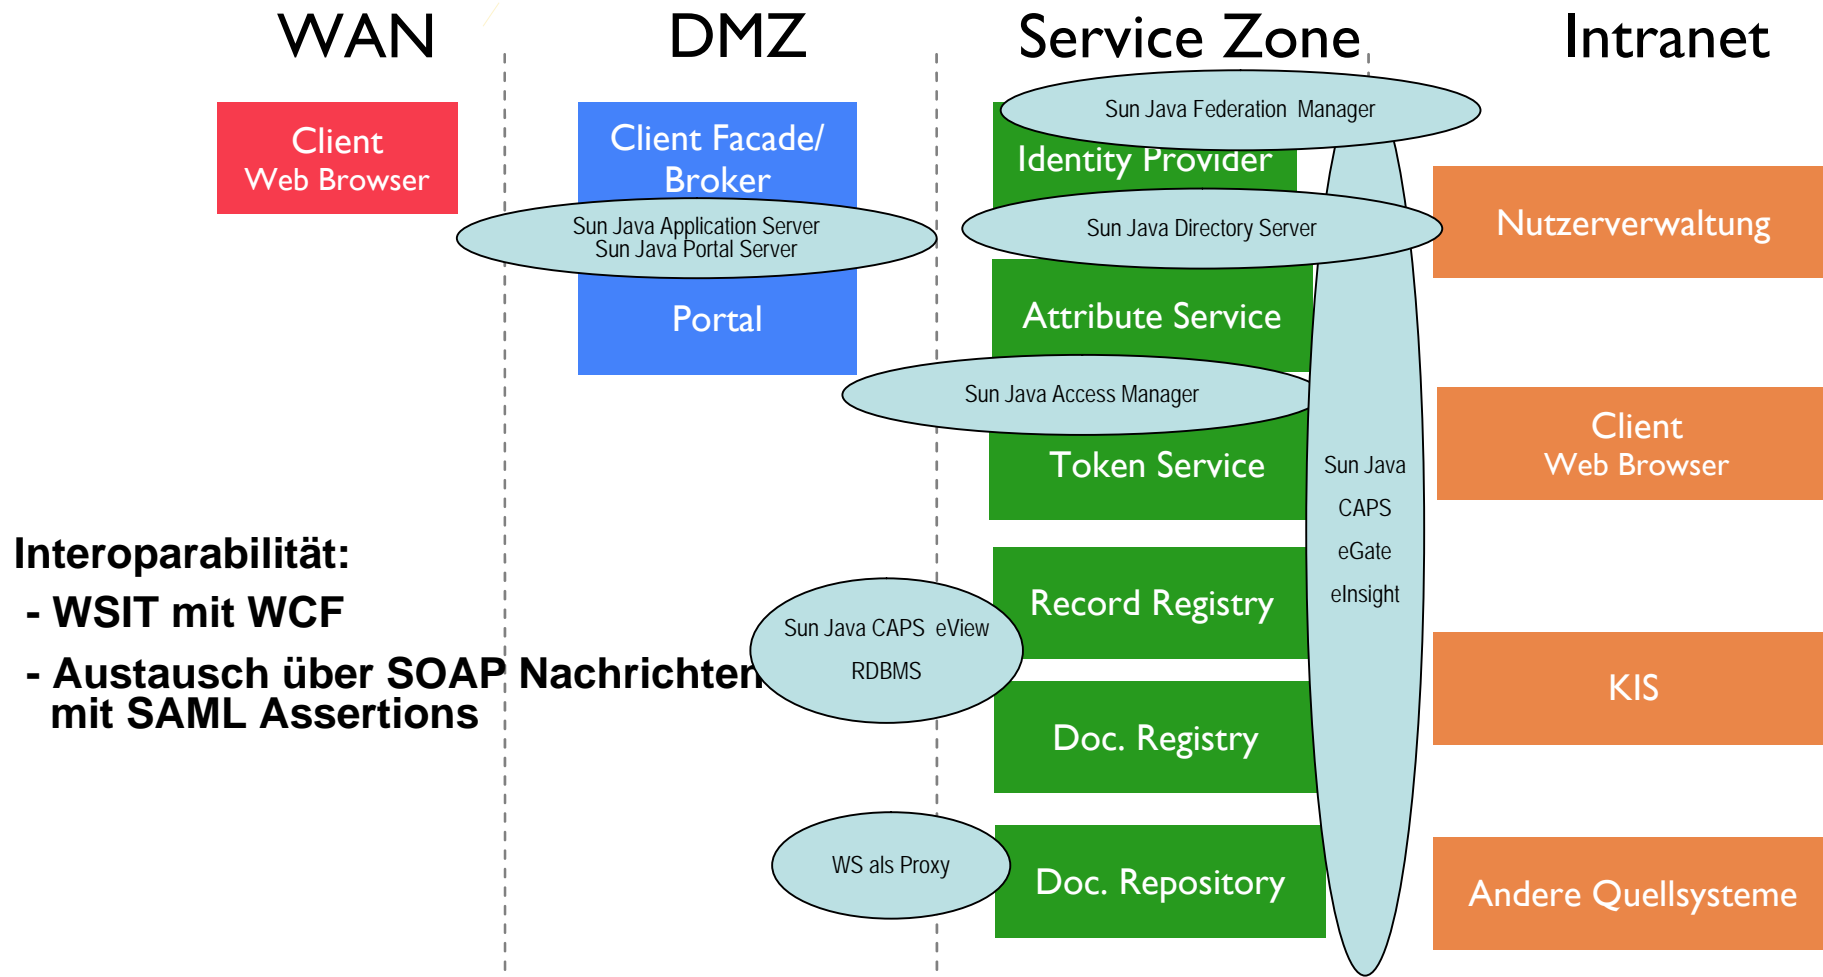 WAN
DMZ
Service Zone
Intranet
Client
Web Browser
Client Facade/
Broker
Sun Java Application Server
Sun Java Portal Server
Portal
Sun Java Federation Manager
Identity Provider
Sun Java Directory Server
Attribute Service
Sun Java Access Manager
Token Service
Sun Java
CAPS
eGate
eInsight
Record Registry
Sun Java CAPS eView
RDBMS
Doc. Registry
WS als Proxy
Doc. Repository
Nutzerverwaltung
Client
Web Browser
KIS
Andere Quellsysteme
Interoparabilität:
- WSIT mit WCF
- Austausch über SOAP Nachrichten
mit SAML Assertions